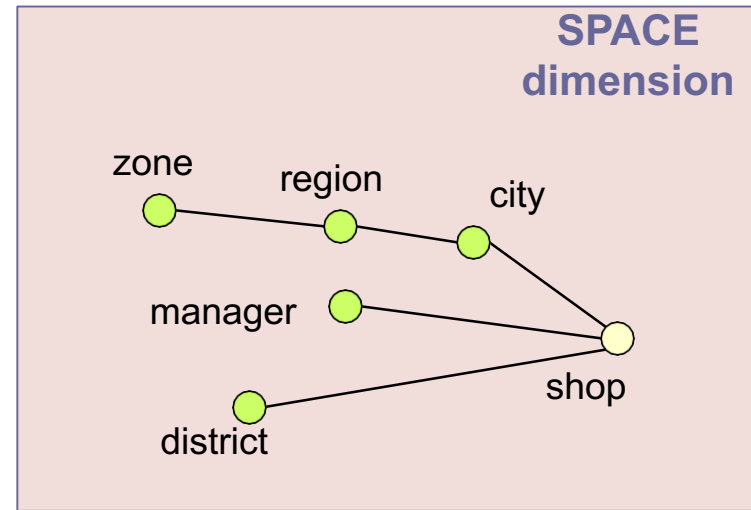 SPACE
dimension
zone
region
city
manager
shop
district